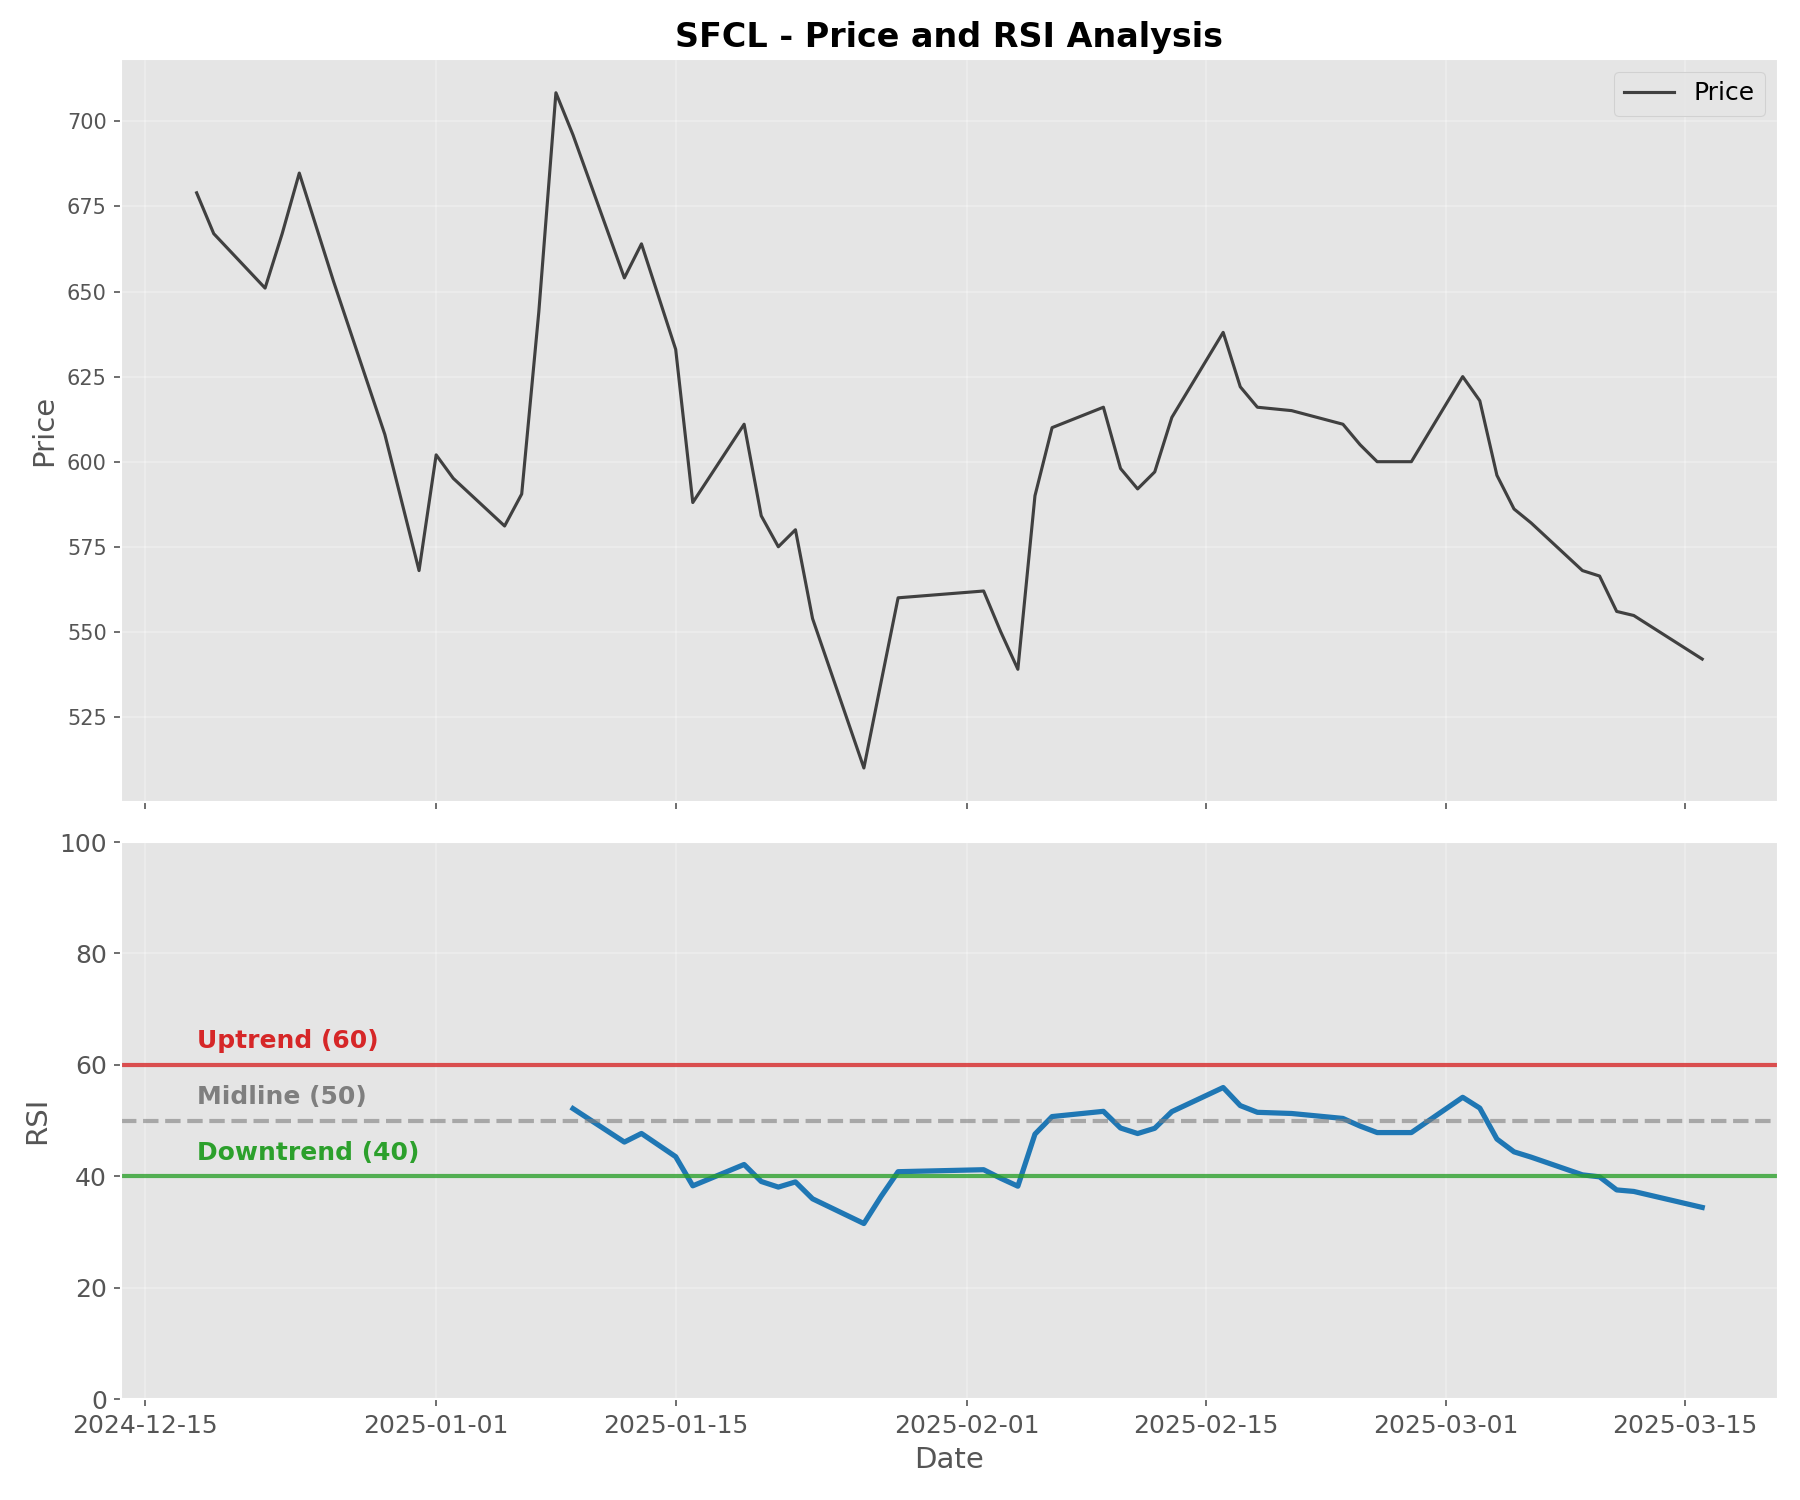 SFCL - Price and RSI Analysis
Price
700
675
650
625
600
575
550
525
Price
100
80
60
40
20
0
RSI
Uptrend (60)
Midline (50)
Downtrend (40)
2024-12-15 2025-01-01 2025-01-15 2025-02-01 2025-02-15 2025-03-01 2025-03-15
Date